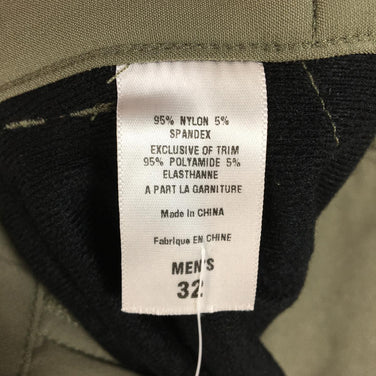 95% NYLON 5%
SPANDEX
EXCLUSIVE OF TRIM
95% POLYAMIDE 5%
ELASTHANNE
A PART LA GARNITURE
Made in CHINA
Fabrique EN CHINE
MEN'S
32